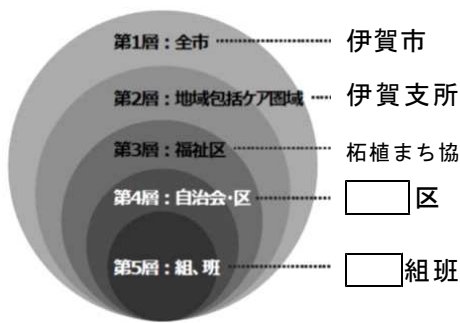 第1層：全市 伊賀市
第2層：地域包括ケア圏域 伊賀支所
第3層：福祉区 柘植まち協
第4層：自治会・区 区
第5層：組、班 組班